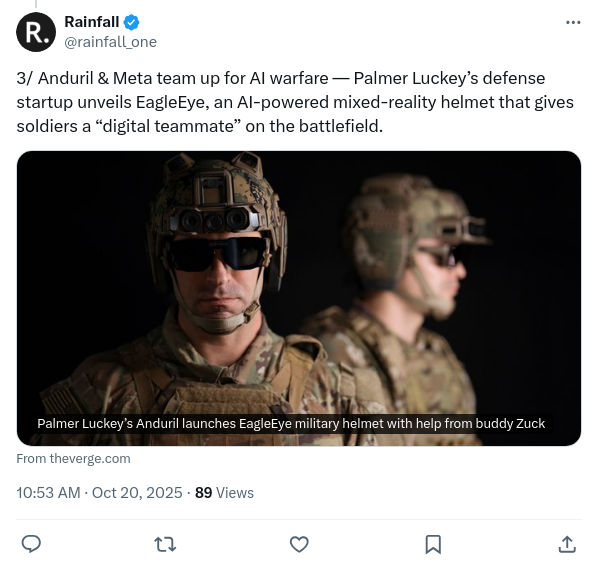 Rainfall
@rainfall_one
3/ Anduril & Meta team up for AI warfare — Palmer Luckey’s defense
startup unveils EagleEye, an AI-powered mixed-reality helmet that gives
soldiers a “digital teammate” on the battlefield.
Palmer Luckey’s Anduril launches EagleEye military helmet with help from buddy Zuck
From theverge.com
10:53 AM · Oct 20, 2025 · 89 Views
R.